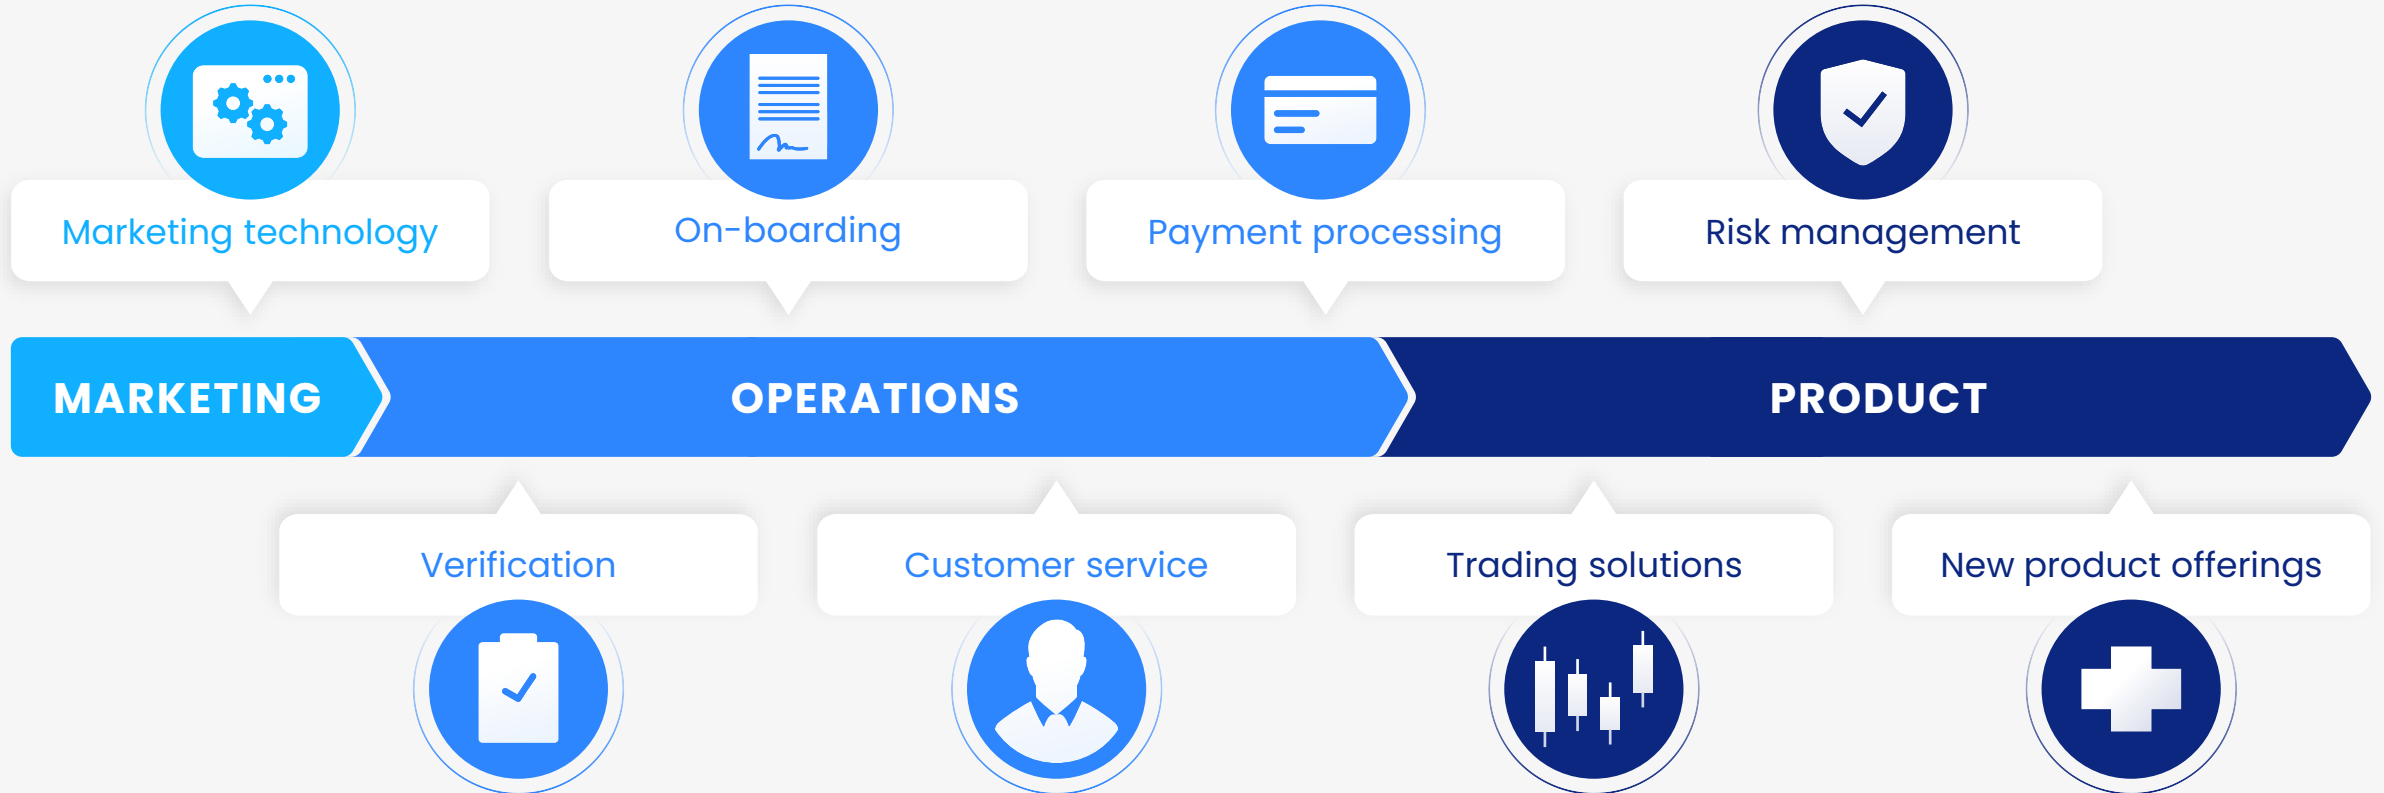 Marketing technology
On-boarding
Payment processing
Risk management
MARKETING
OPERATIONS
PRODUCT
Verification
Customer service
Trading solutions
New product offerings